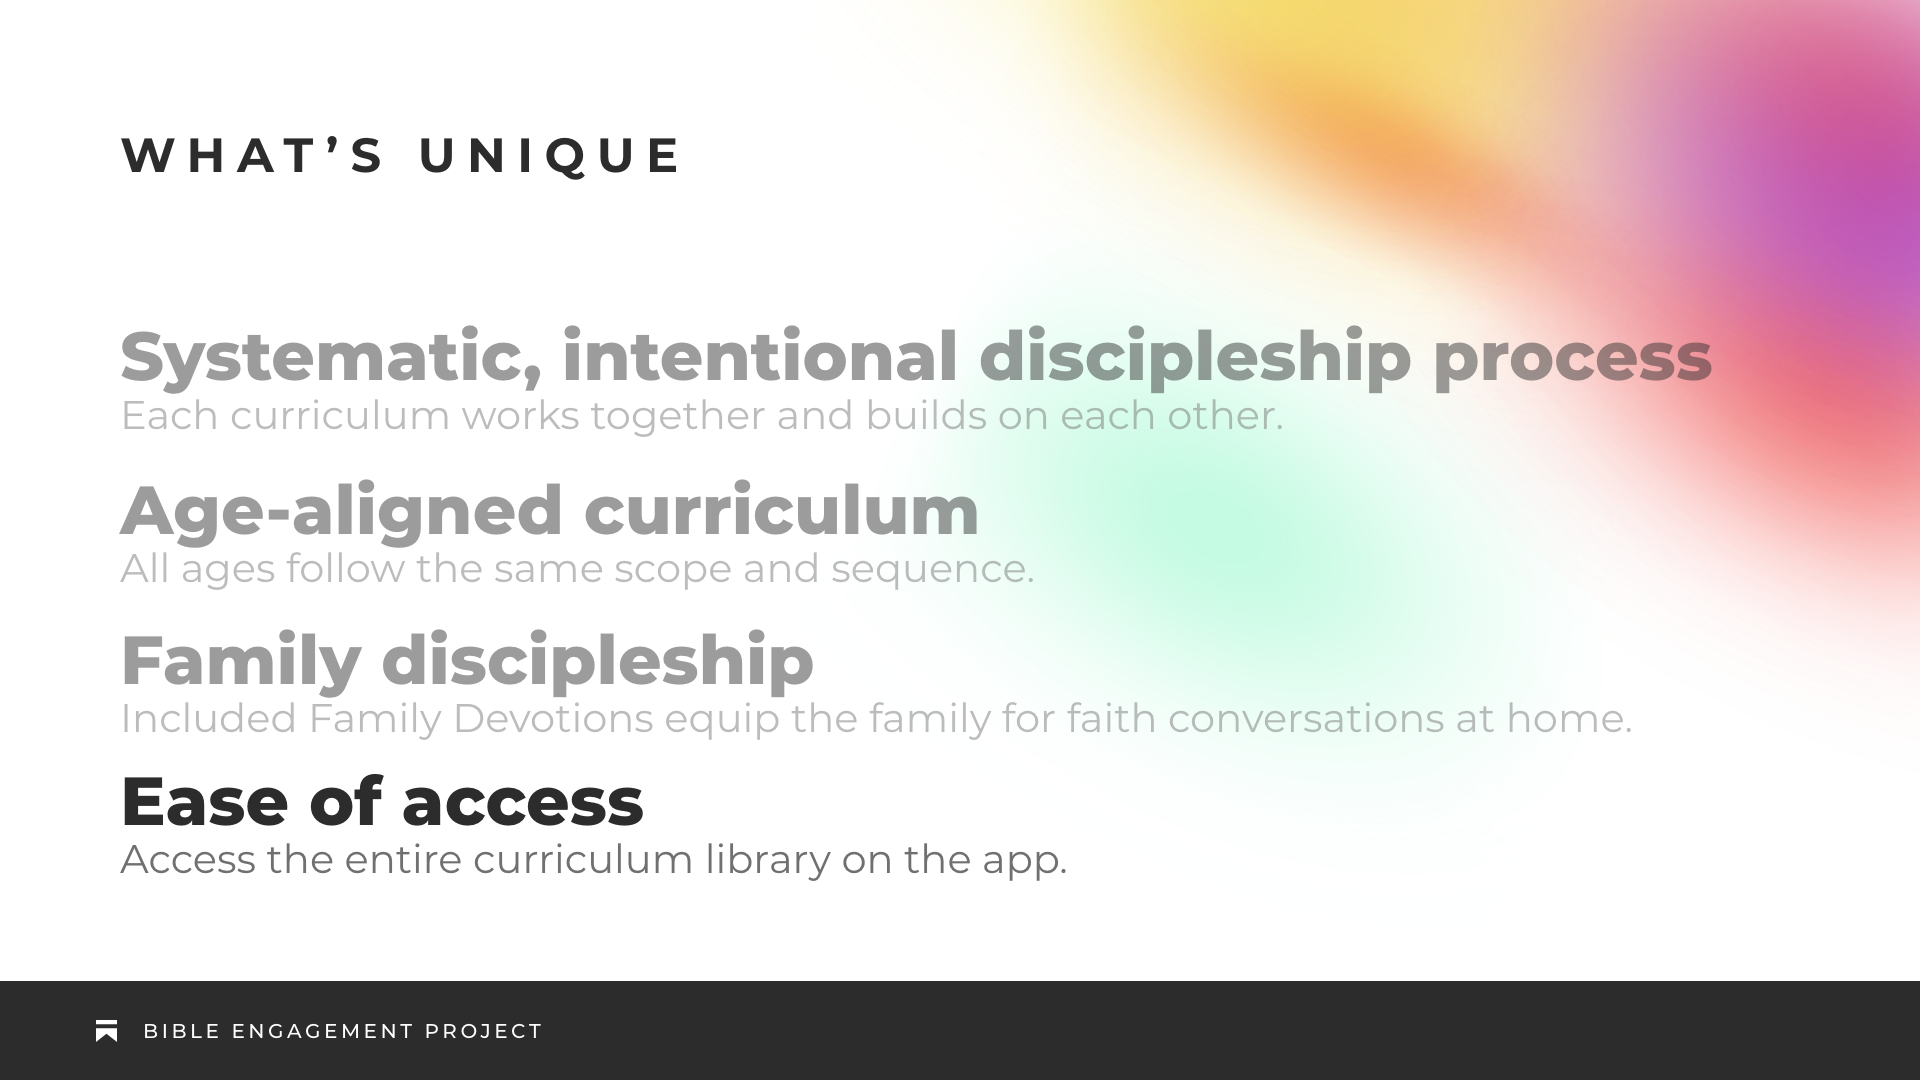 WHAT’S UNIQUE
Systematic, intentional discipleship process
Each curriculum works together and builds on each other.
Age-aligned curriculum
All ages follow the same scope and sequence.
Family discipleship
Included Family Devotions equip the family for faith conversations at home.
Ease of access
Access the entire curriculum library on the app.
BIBLE ENGAGEMENT PROJECT